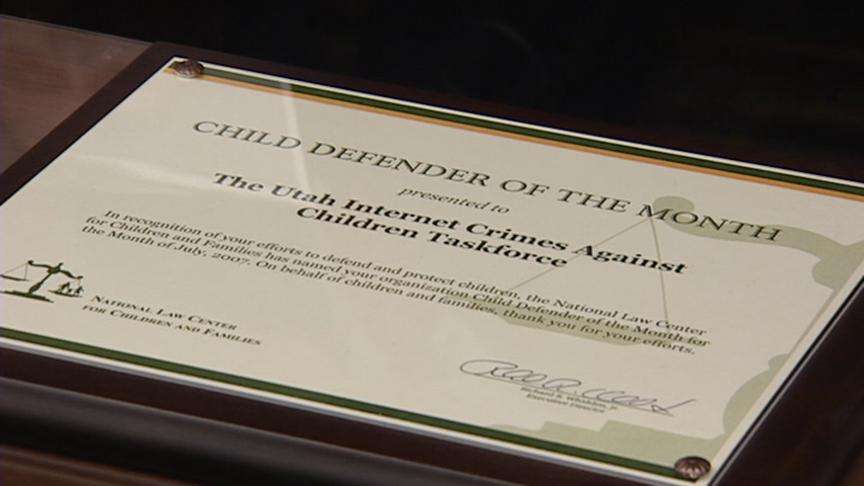 CHILD DEFENDER OF THE MONTH
presented to
The Utah Internet Crimes Against
Children Taskforce
In recognition of your efforts to defend and protect children, the National Law Center
for Children and Families has named your organization Child Defender of the Month for
the Month of July, 2007. On behalf of children and families, thank you for your efforts.
NATIONAL LAW CENTER
FOR CHILDREN AND FAMILIES
Executive Director